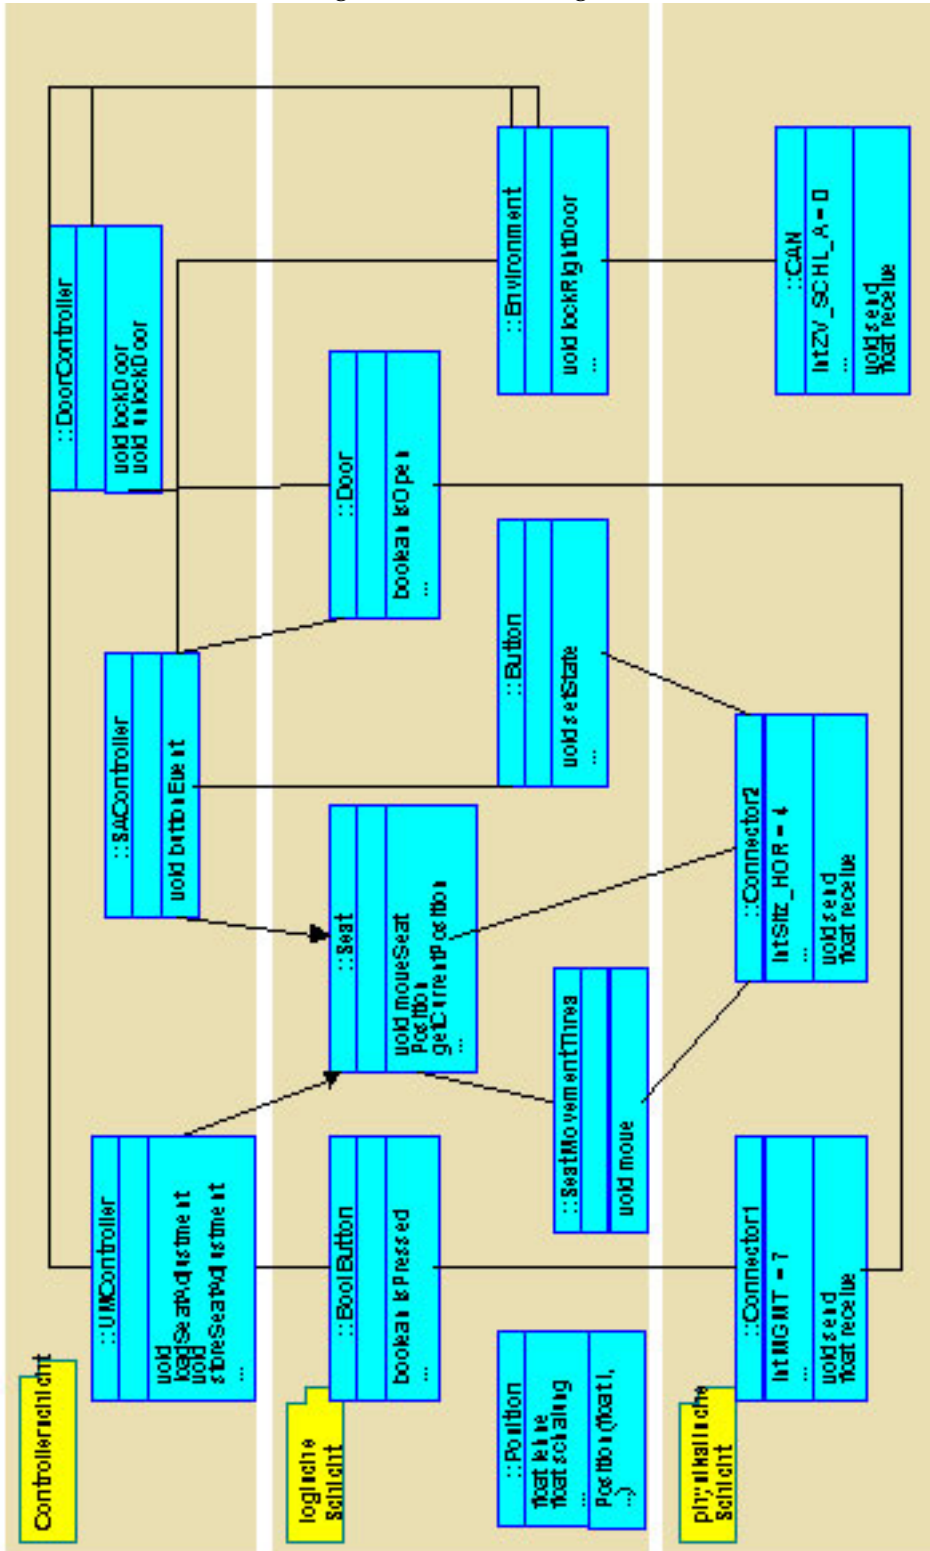 Controllerschicht
::UMController
void
loadSeatAdjustment
void
storeSeatAdjustment
...
::SAController
void buttonEvent
::DoorController
void lockDoor
void unlockDoor
logische
Schicht
::BoolButton
boolean isPressed
...
::Seat
void moveSeat
Position
getCurrentPosition
...
::Door
boolean isOpen
...
::Position
float lehne
float schalung
...
Position(float l,
..)
::SeatMovementThrea
void move
::Button
void setState
...
::Environment
void lockRightDoor
...
physikalische
Schicht
::Connector1
int MGMT = 7
...
void send
float receive
::Connector2
int Sitz_HOR = 4
...
void send
float receive
::CAN
int ZV_SCHL_A = 0
...
void send
float receive